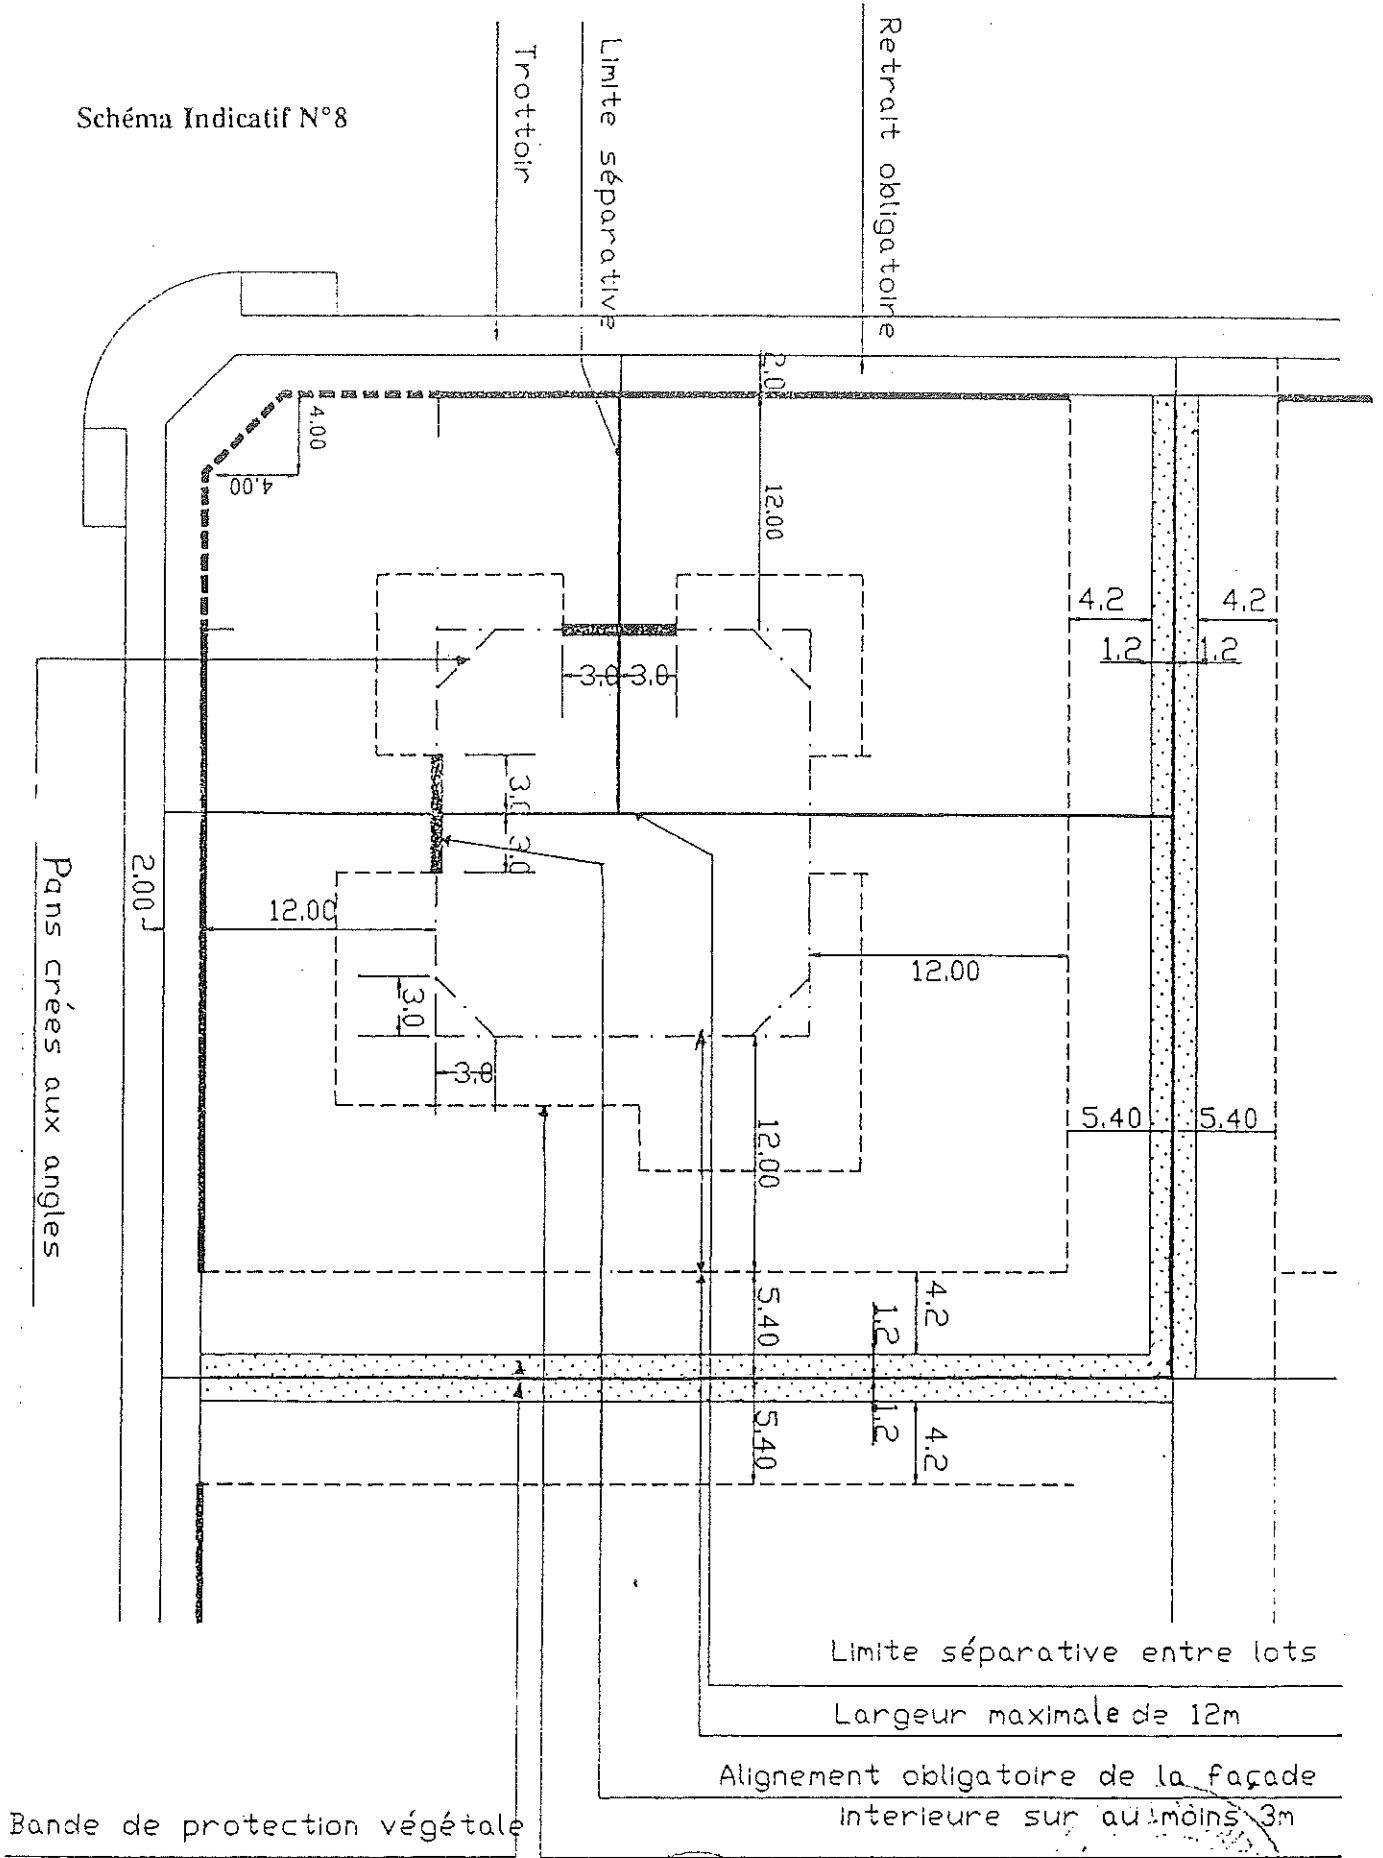 Retrait obligatoire
Limite séparative
Trottoir
Schéma Indicatif N°8
2.0
4.00
4.00
12.00
4.2
4.2
1.2
1.2
3.0
3.0
3.0
3.0
2.00
12.00
12.00
3.0
3.0
Pans crées aux angles
12.00
5.40
5.40
4.2
1.2
5.40
1.2
5.40
4.2
Limite séparative entre lots
Largeur maximale de 12m
Alignement obligatoire de la façade
interieure sur au moins 3m
Bande de protection végétale